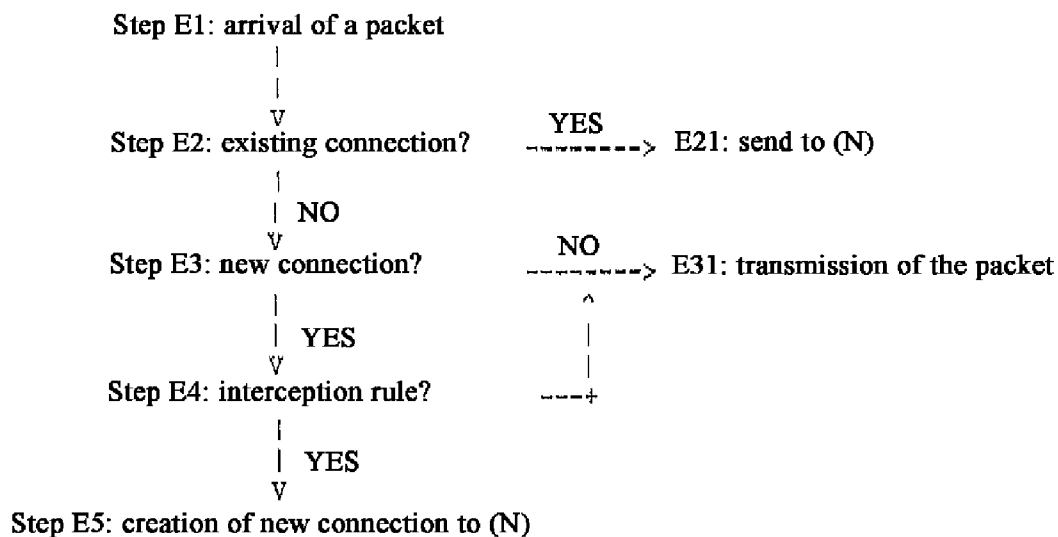 Step E1: arrival of a packet
YES
Step E2: existing connection? -------> E21: send to (N)
NO
NO
Step E3: new connection? -------> E31: transmission of the packet
YES
Step E4: interception rule? ---+
YES
Step E5: creation of new connection to (N)